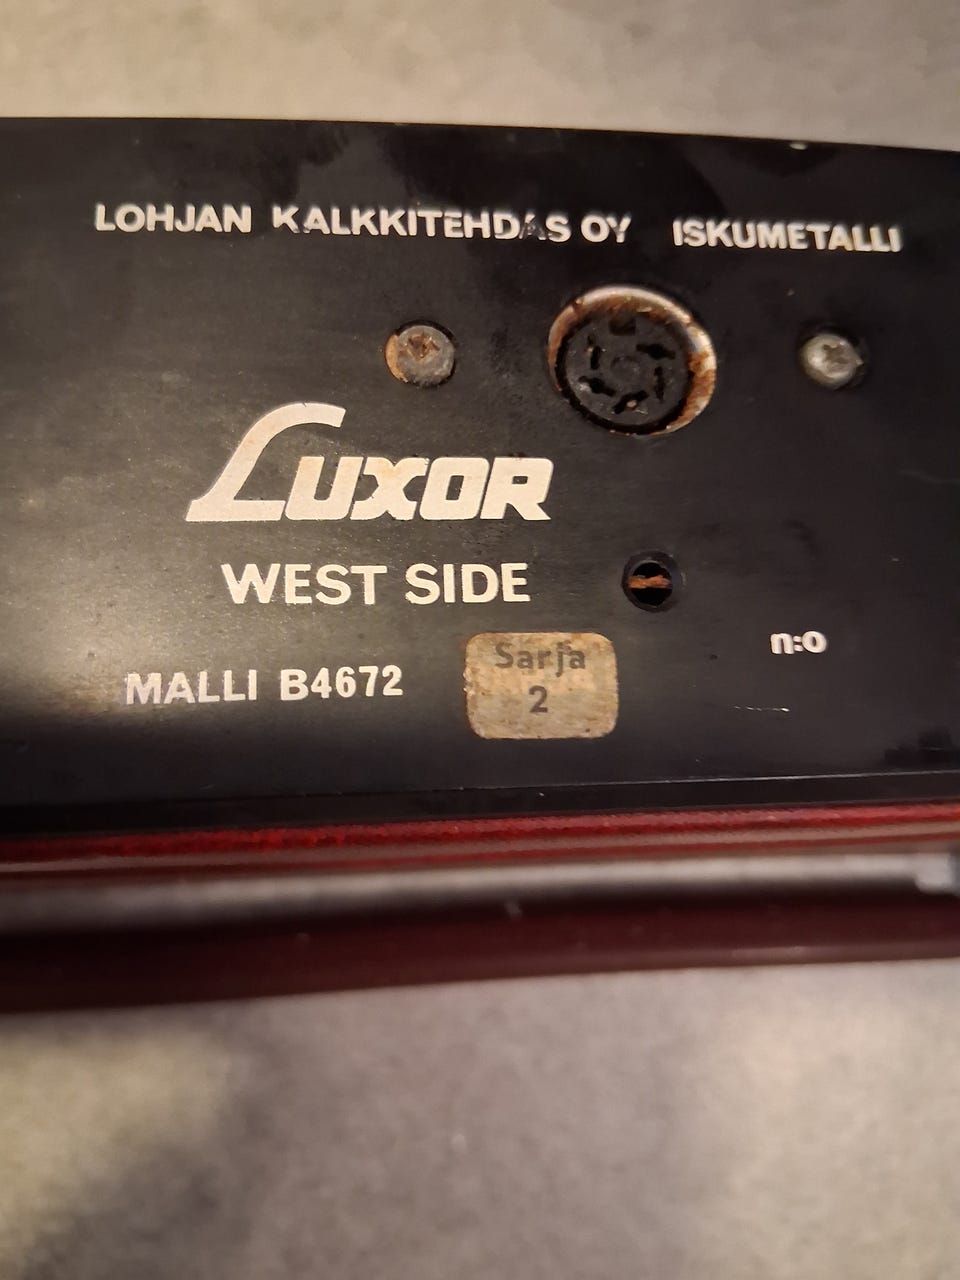 LOHJAN KALKKITEHDAS OY ISKUMETALLI
LUXOR
WEST SIDE
n:o
MALLI B4672
Sarja
2